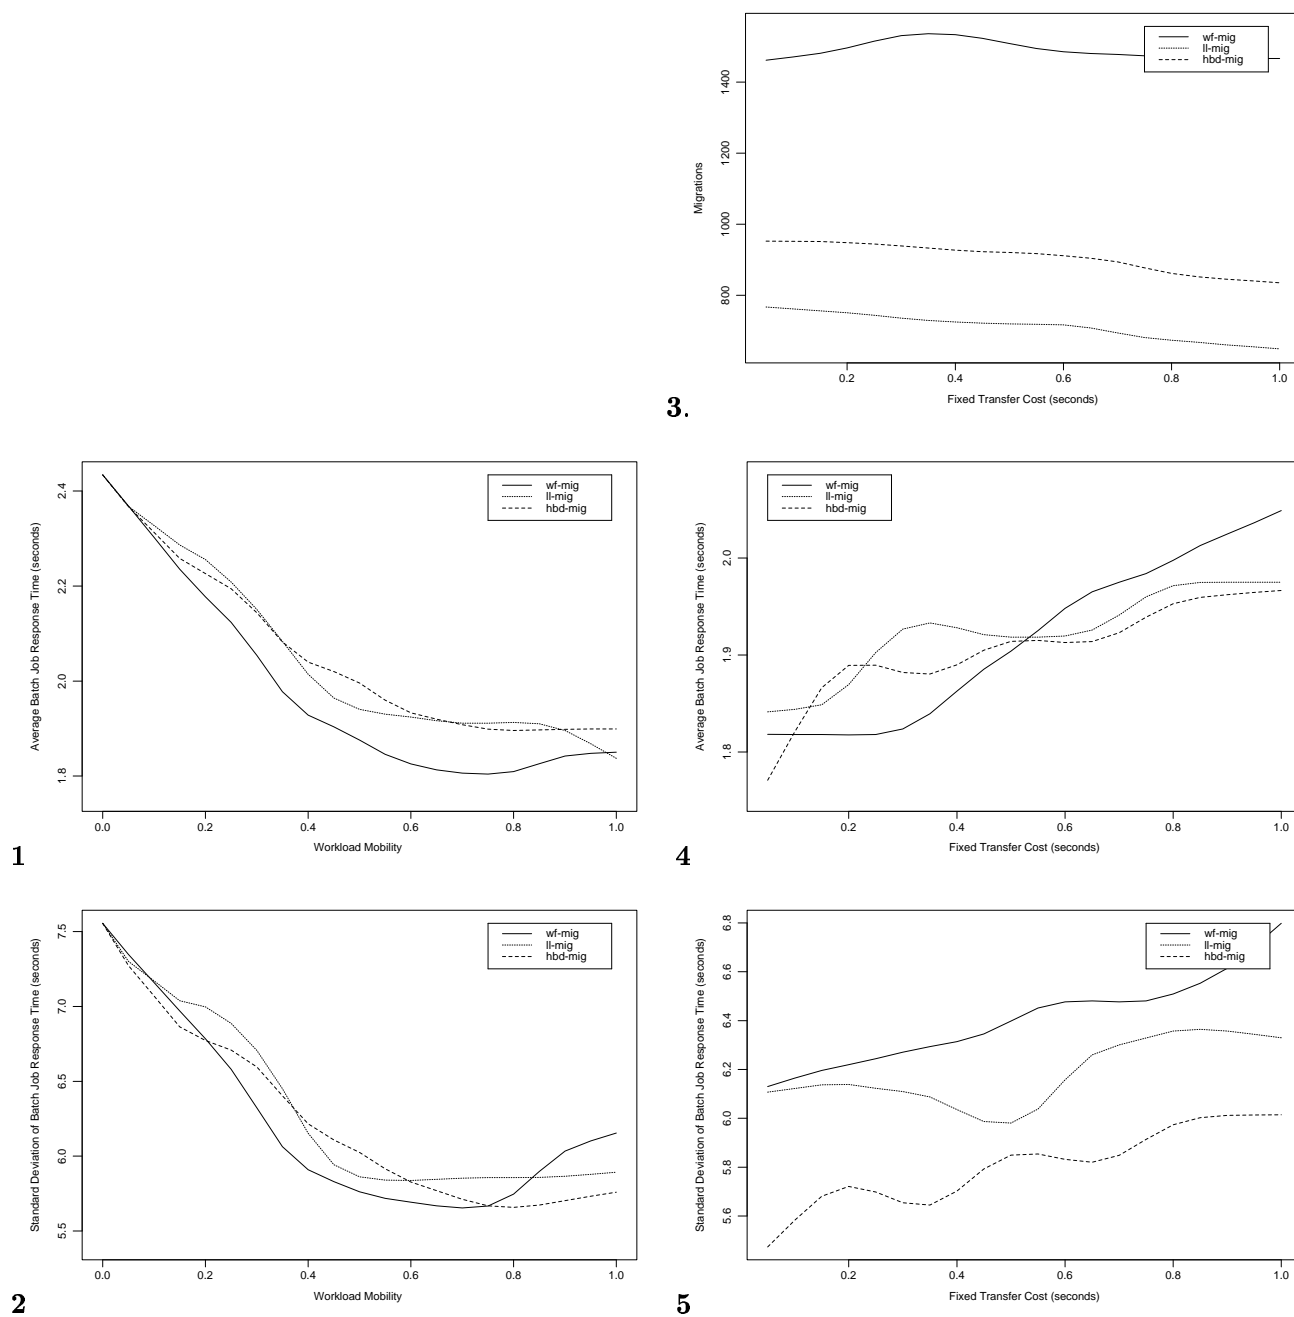 wf-mig
ll-mig
hbd-mig
Migrations
800 1000 1200 1400
0.2 0.4 0.6 0.8 1.0
Fixed Transfer Cost (seconds)
3.
wf-mig
ll-mig
hbd-mig
Average Batch Job Response Time (seconds)
1.8 2.0 2.2 2.4
0.0 0.2 0.4 0.6 0.8 1.0
Workload Mobility
1
wf-mig
ll-mig
hbd-mig
Average Batch Job Response Time (seconds)
1.8 1.9 2.0
0.2 0.4 0.6 0.8 1.0
Fixed Transfer Cost (seconds)
4
wf-mig
ll-mig
hbd-mig
Standard Deviation of Batch Job Response Time (seconds)
5.5 6.0 6.5 7.0 7.5
0.0 0.2 0.4 0.6 0.8 1.0
Workload Mobility
2
wf-mig
ll-mig
hbd-mig
Standard Deviation of Batch Job Response Time (seconds)
5.6 5.8 6.0 6.2 6.4 6.6 6.8
0.2 0.4 0.6 0.8 1.0
Fixed Transfer Cost (seconds)
5